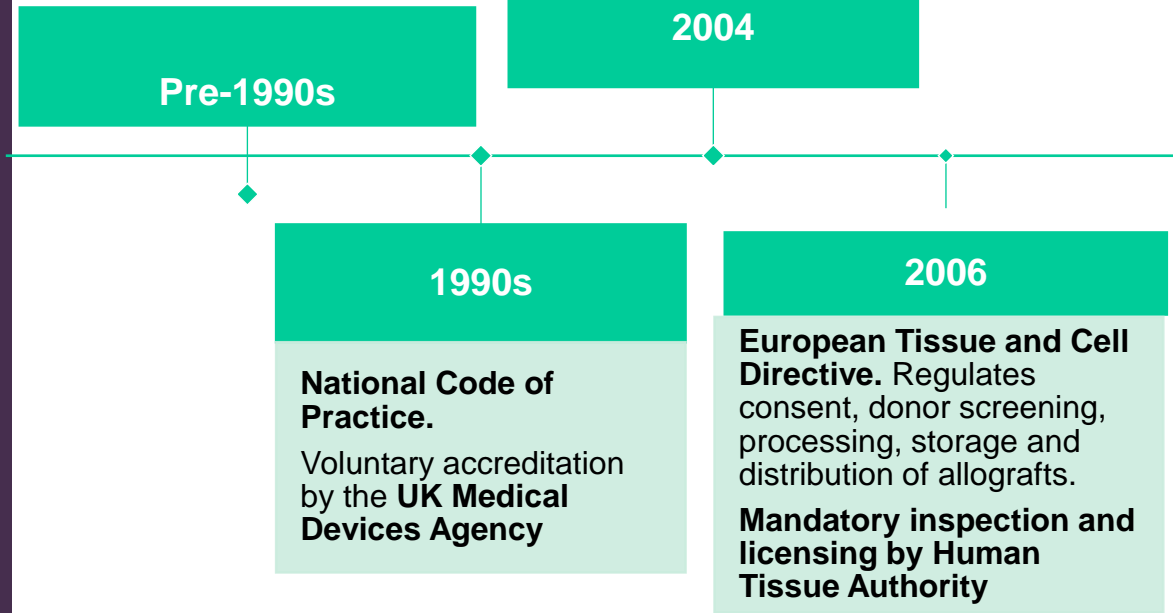 Pre-1990s
2004
1990s
National Code of
Practice.
Voluntary accreditation
by the UK Medical
Devices Agency
2006
European Tissue and Cell
Directive. Regulates
consent, donor screening,
processing, storage and
distribution of allografts.
Mandatory inspection and
licensing by Human
Tissue Authority